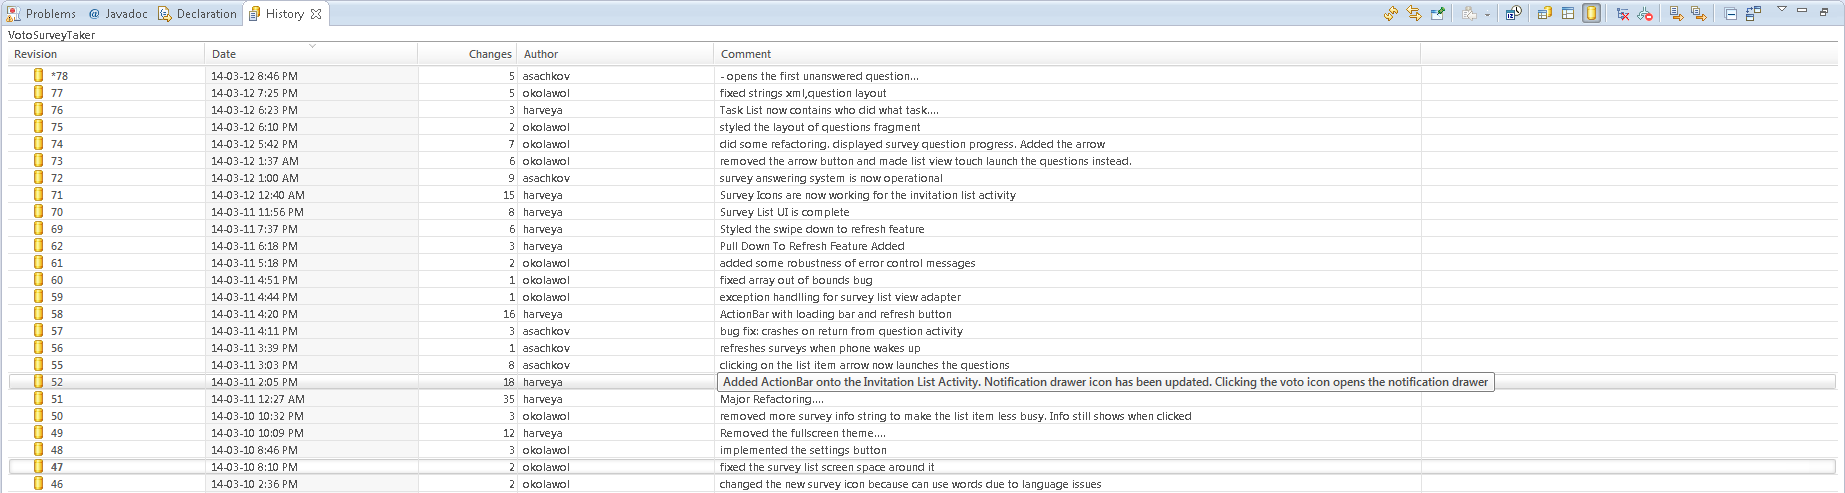 Problems @ Javadoc Declaration History
VotoSurveyTaker
Revision Date Changes Author Comment
*78 14-03-12 8:46 PM 5 asachkov - opens the first unanswered question...
77 14-03-12 7:25 PM 5 okolawol fixed strings xml,question layout
76 14-03-12 6:23 PM 3 harveya Task List now contains who did what task....
75 14-03-12 6:10 PM 2 okolawol styled the layout of questions fragment
74 14-03-12 5:42 PM 7 okolawol did some refactoring. displayed survey question progress. Added the arrow
73 14-03-12 1:37 AM 6 okolawol removed the arrow button and made list view touch launch the questions instead.
72 14-03-12 1:00 AM 9 asachkov survey answering system is now operational
71 14-03-12 12:40 AM 15 harveya Survey Icons are now working for the invitation list activity
70 14-03-11 11:56 PM 8 harveya Survey List UI is complete
69 14-03-11 7:37 PM 6 harveya Styled the swipe down to refresh feature
62 14-03-11 6:18 PM 3 harveya Pull Down To Refresh Feature Added
61 14-03-11 5:18 PM 2 okolawol added some robustness of error control messages
60 14-03-11 4:51 PM 1 okolawol fixed array out of bounds bug
59 14-03-11 4:44 PM 1 okolawol exception handlling for survey list view adapter
58 14-03-11 4:20 PM 16 harveya ActionBar with loading bar and refresh button
57 14-03-11 4:11 PM 3 asachkov bug fix: crashes on return from question activity
56 14-03-11 3:39 PM 1 asachkov refreshes surveys when phone wakes up
55 14-03-11 3:03 PM 8 asachkov clicking on the list item arrow now launches the questions
52 14-03-11 2:05 PM 18 harveya Added ActionBar onto the Invitation List Activity. Notification drawer icon has been updated. Clicking the voto icon opens the notification drawer
51 14-03-11 12:27 AM 35 harveya Major Refactoring....
50 14-03-10 10:32 PM 3 okolawol removed more survey info string to make the list item less busy. Info still shows when clicked
49 14-03-10 10:09 PM 12 harveya Removed the fullscreen theme....
48 14-03-10 8:46 PM 3 okolawol implemented the settings button
47 14-03-10 8:10 PM 2 okolawol fixed the survey list screen space around it
46 14-03-10 2:36 PM 2 okolawol changed the new survey icon because can use words due to language issues